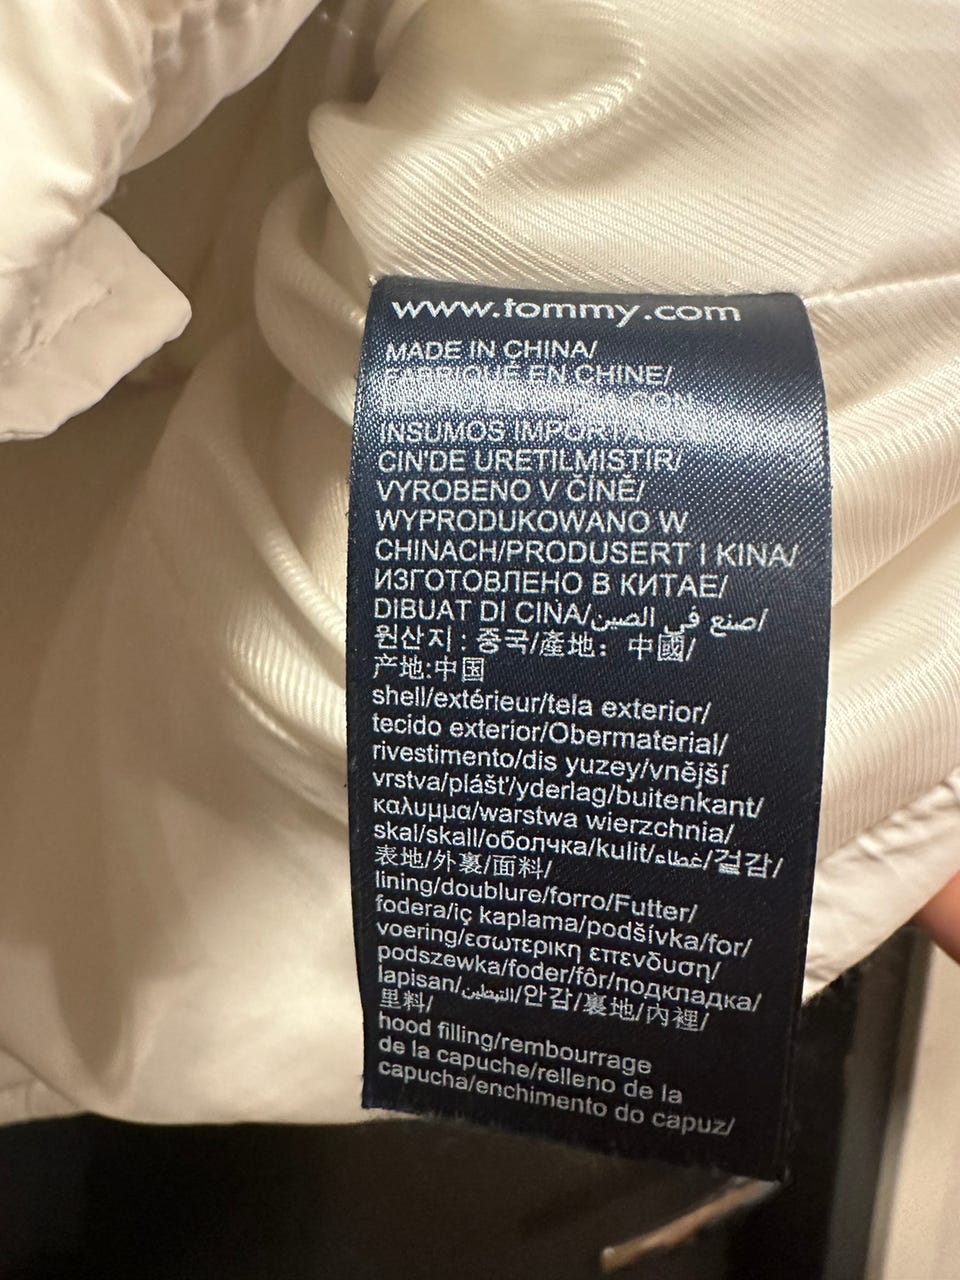 www.tommy.com
MADE IN CHINA/
FABRIQUÉ EN CHINE/
CON
INSUMOS
CIN'DE URETILMISTIR/
VYROBENO V ČÍNĚ/
WYPRODUKOWANO W
CHINACH/PRODUSERT I KINA/
ИЗГОТОВЛЕНО В КИТАЕ/
DIBUAT DI CINA/صنع في الصين/
원산지 : 중국/產地：中國/
产地:中国
shell/extérieur/tela exterior/
tecido exterior/Obermaterial/
rivestimento/dis yuzey/vnější
vrstva/plášť/yderlag/buitenkant/
καλυμμα/warstwa wierzchnia/
skal/skall/оболчка/kulit/غطاء/겉감/
表地/外裏/面料/
lining/doublure/forro/Futter/
fodera/iç kaplama/podšívka/for/
voering/εσωτερικη επενδυση/
podszewka/foder/fôr/подкладка/
lapisan/التبطين/안감/裏地/內裡/
里料/
hood filling/rembourrage
de la capuche/relleno de la
capucha/enchimento do capuz/